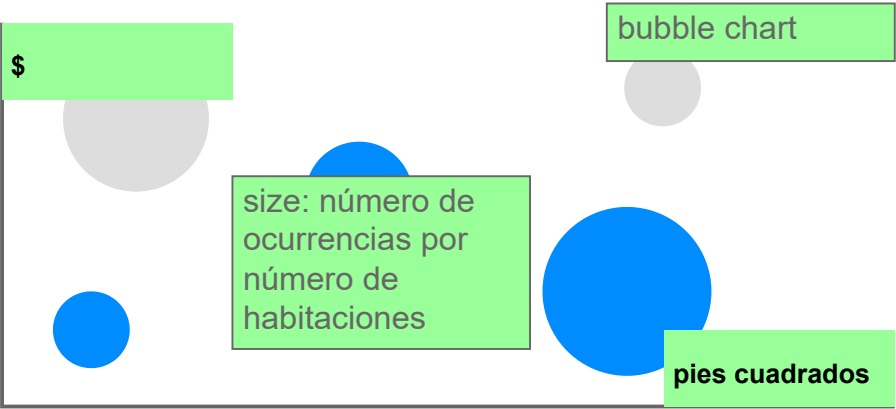 bubble chart
$
size: número de
ocurrencias por
número de
habitaciones
pies cuadrados